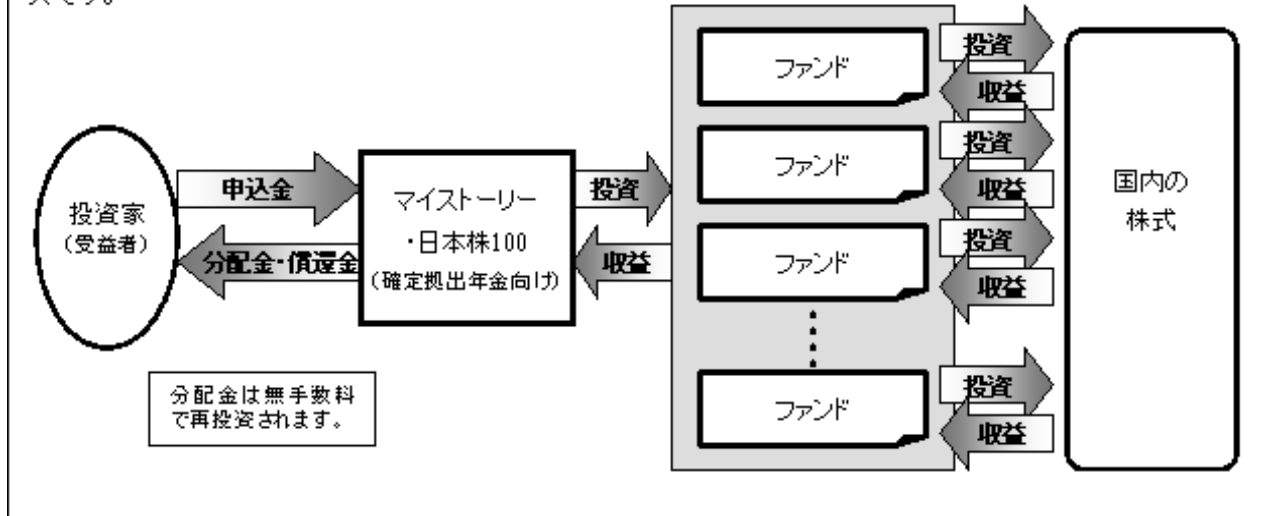 投資家
(受益者)
申込金
分配金・償還金
マイストーリー
・日本株100
(確定拠出年金向け)
投資
収益
ファンド
投資
収益
ファンド
投資
収益
ファンド
投資
収益
ファンド
投資
収益
国内の
株式
分配金は無手数料
で再投資されます。